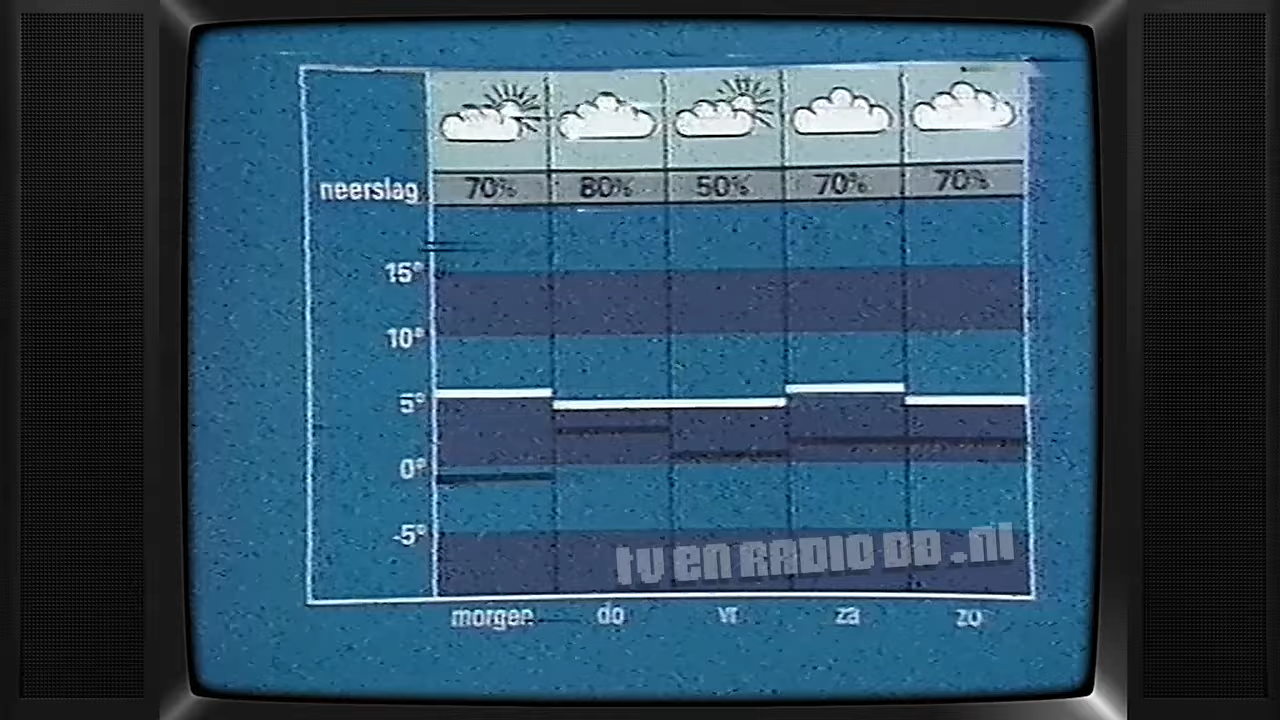 neerslag 70% 80% 50% 70% 70%
15°
10°
5°
0°
-5°
tv en RADIO DB .nl
morgen do vr za zo